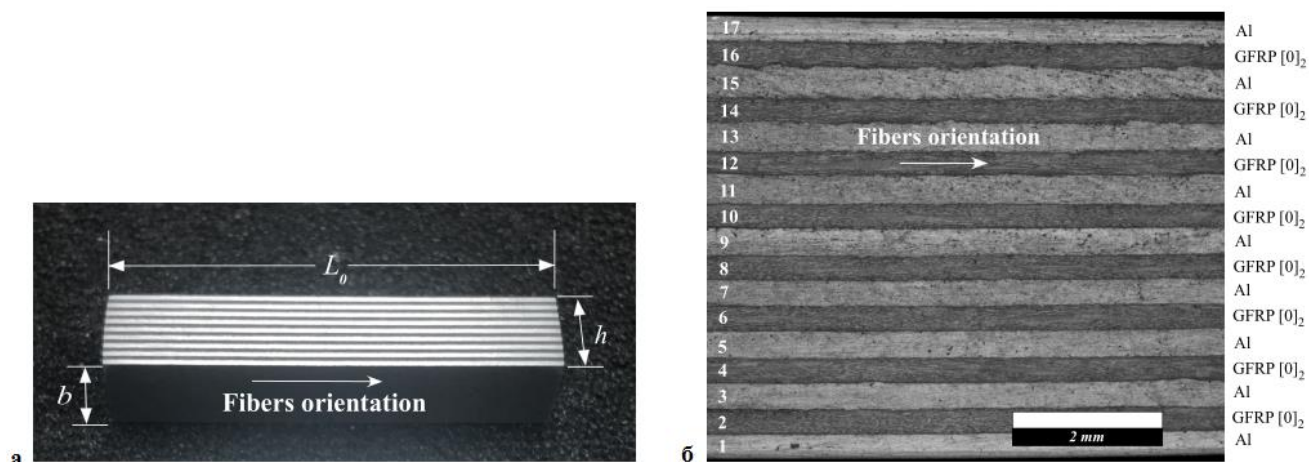 L₀
h
b
Fibers orientation
а
17 Al
16 GFRP [0]₂
15 Al
14 GFRP [0]₂
13 Al
Fibers orientation
12 GFRP [0]₂
11 Al
10 GFRP [0]₂
9 Al
8 GFRP [0]₂
7 Al
6 GFRP [0]₂
5 Al
4 GFRP [0]₂
3 Al
2 GFRP [0]₂
2 mm
1 Al
б